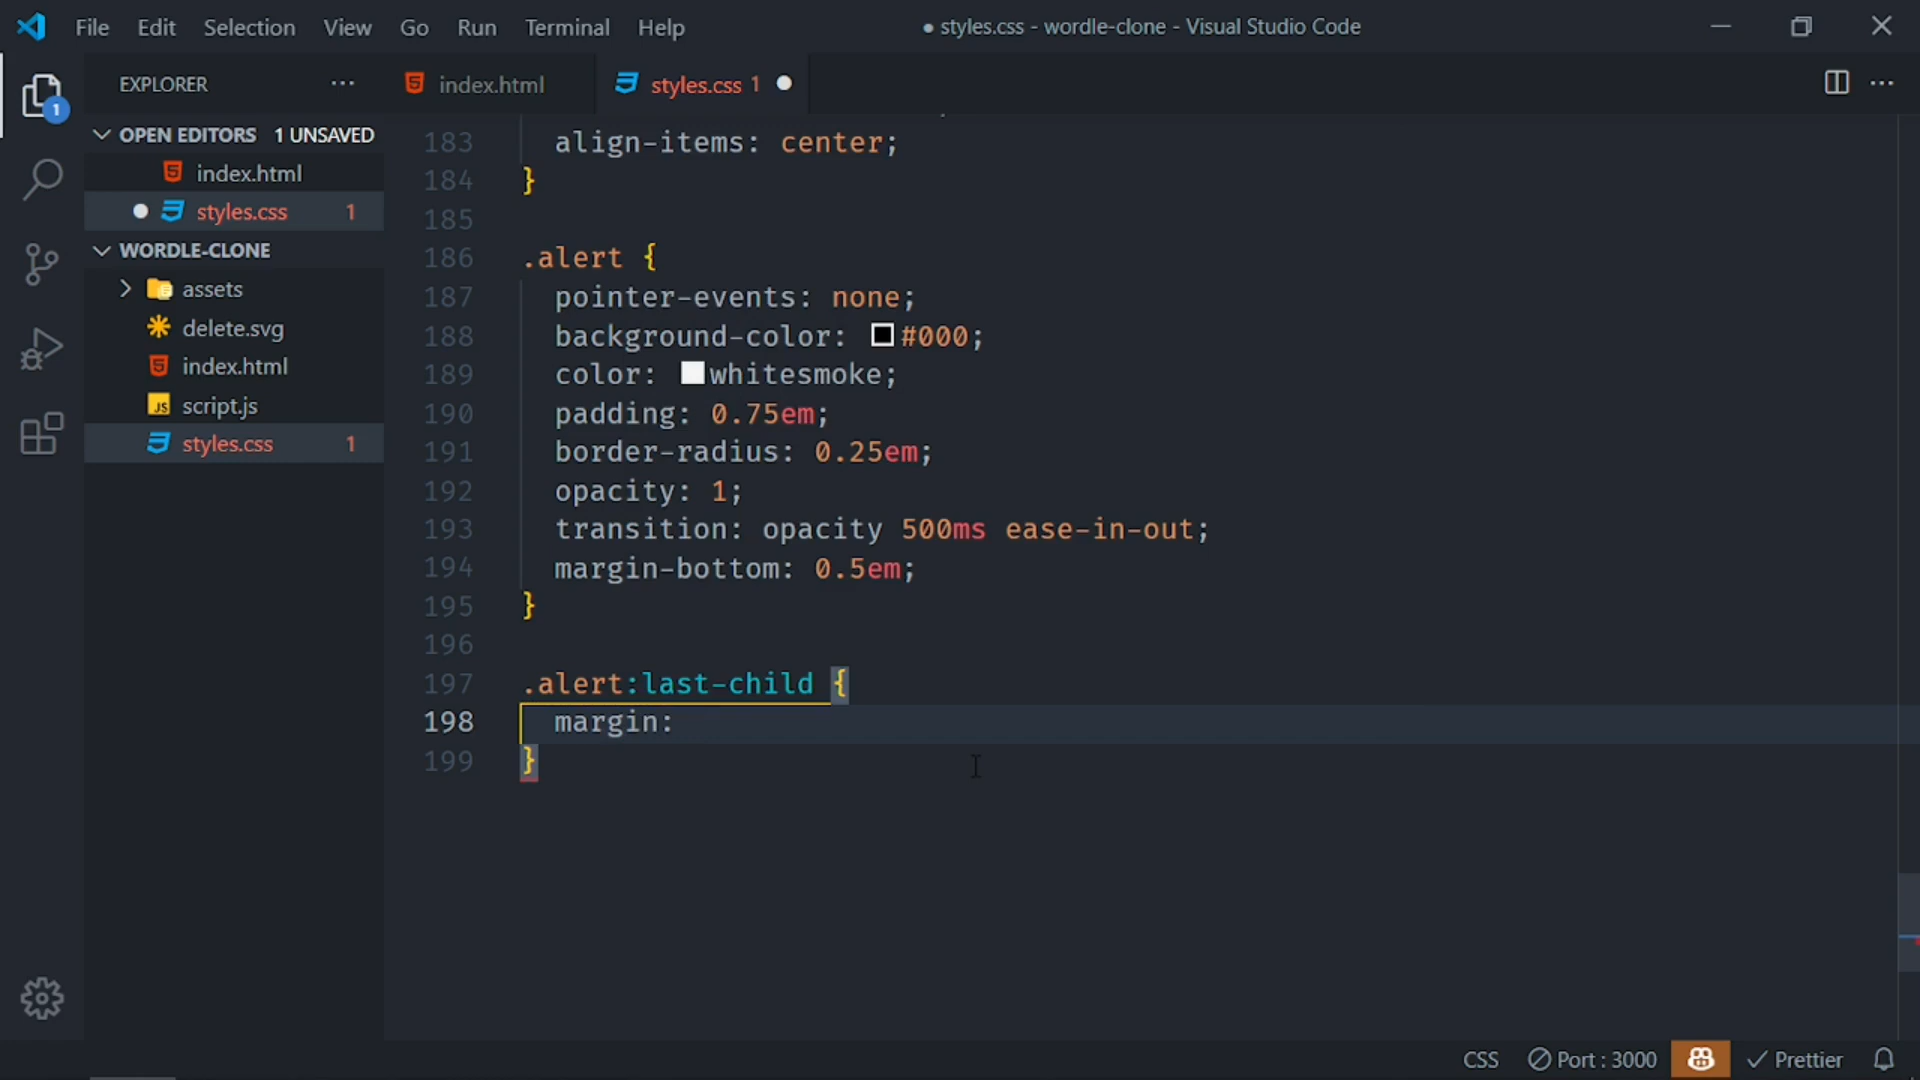 File Edit Selection View Go Run Terminal Help
● styles.css - wordle-clone - Visual Studio Code
EXPLORER ···
index.html
styles.css 1
OPEN EDITORS 1 UNSAVED
index.html
styles.css 1
WORDLE-CLONE
assets
delete.svg
index.html
JS script.js
styles.css 1
1
183 align-items: center;
184 }
185
186 .alert {
187 pointer-events: none;
188 background-color: #000;
189 color: whitesmoke;
190 padding: 0.75em;
191 border-radius: 0.25em;
192 opacity: 1;
193 transition: opacity 500ms ease-in-out;
194 margin-bottom: 0.5em;
195 }
196
197 .alert:last-child {
198 margin:
199 }
CSS Port : 3000 Prettier